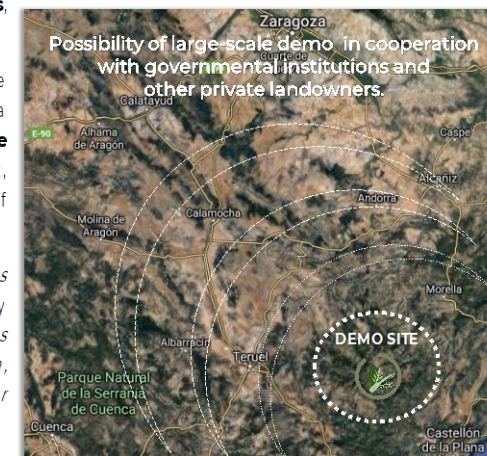 Zaragoza
Possibility of large-scale demo in cooperation
with governmental institutions and
other private landowners.
Cuarte de
Calatayud
E-90
Alhama
de Aragón
Caspe
Alcañiz
Andorra
Molina de
Aragón
Calamocha
Morella
DEMO SITE
Albarracín
Teruel
Parque Natural
de la Serranía
de Cuenca
Cuenca
Castellón
de la Plana